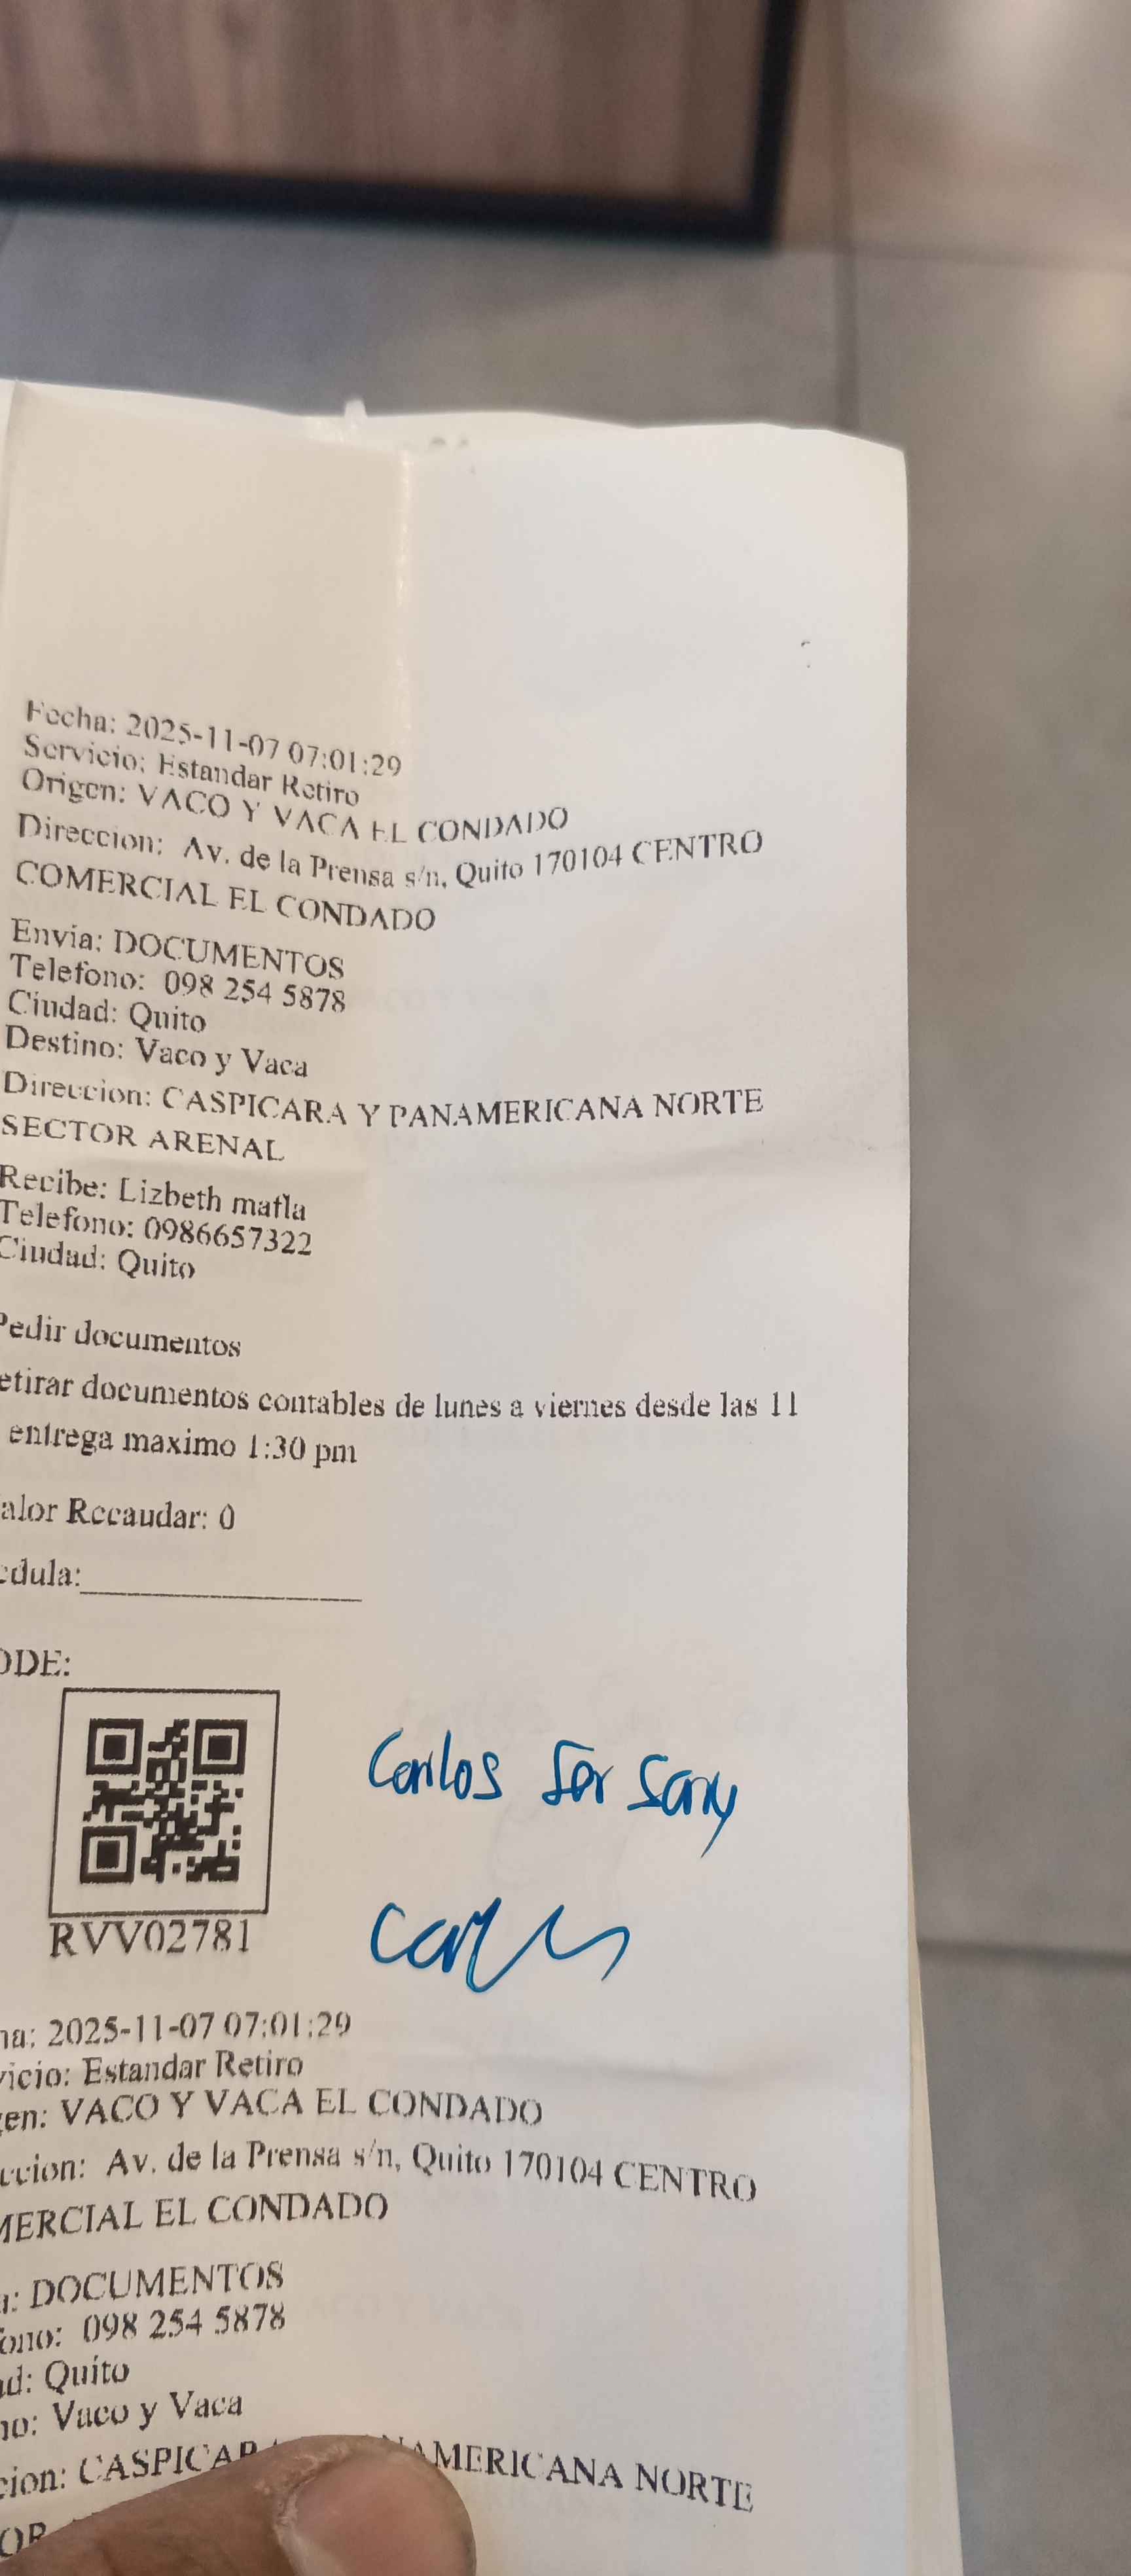 Fecha: 2025-11-07 07:01:29
Servicio: Estandar Retiro
Origen: VACO Y VACA EL CONDADO
Direccion: Av. de la Prensa s/n, Quito 170104 CENTRO
COMERCIAL EL CONDADO
Envia: DOCUMENTOS
Telefono: 098 254 5878
Ciudad: Quito
Destino: Vaco y Vaca
Direccion: CASPICARA Y PANAMERICANA NORTE
SECTOR ARENAL
Recibe: Lizbeth mafla
Telefono: 0986657322
Ciudad: Quito
Pedir documentos
etirar documentos contables de lunes a viernes desde las 11
entrega maximo 1:30 pm
alor Recaudar: 0
edula:
ODE:
Carlos
RVV02781
ha: 2025-11-07 07:01:29
vicio: Estandar Retiro
gen: VACO Y VACA EL CONDADO
ccion: Av. de la Prensa s/n, Quito 170104 CENTRO
MERCIAL EL CONDADO
a: DOCUMENTOS
fono: 098 254 5878
ad: Quito
no: Vaco y Vaca
cion: CASPICAR NAMERICANA NORTE
OR